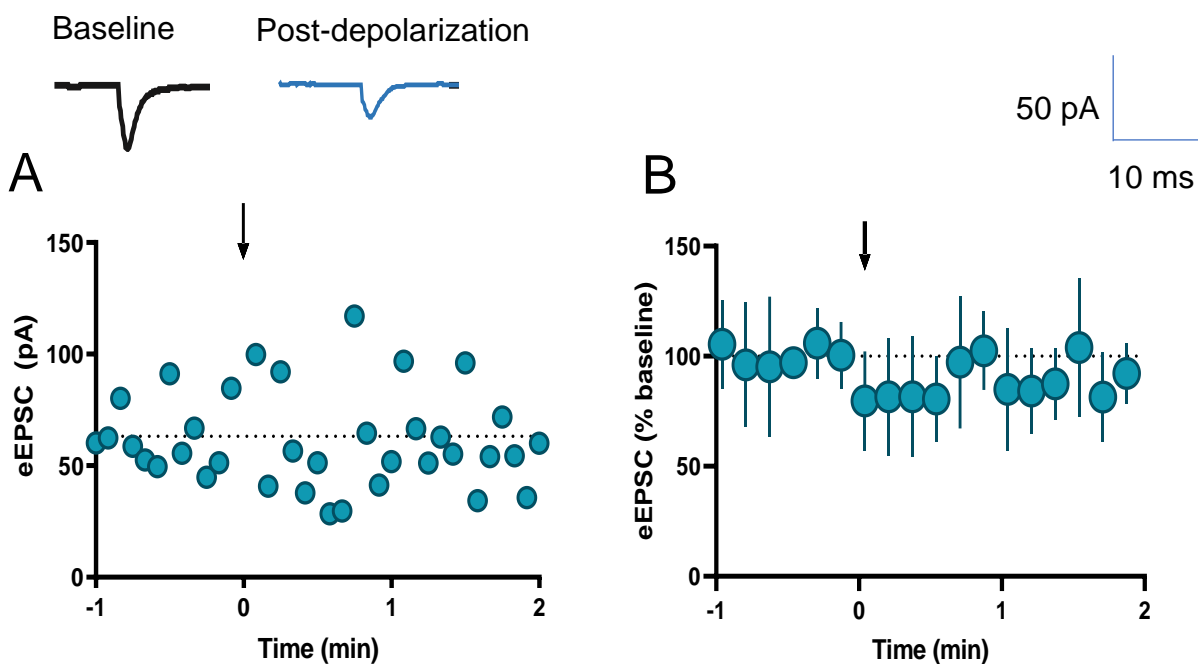 Baseline
Post-depolarization
50 pA
10 ms
A
eEPSC (pA)
150
100
50
0
-1
0
1
2
Time (min)
B
eEPSC (% baseline)
150
100
50
0
-1
0
1
2
Time (min)